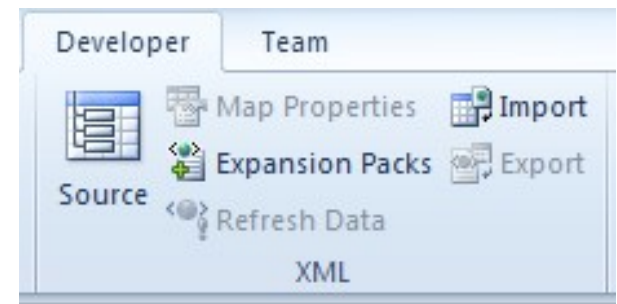 Developer Team
Map Properties Import
Expansion Packs Export
Source
Refresh Data
XML